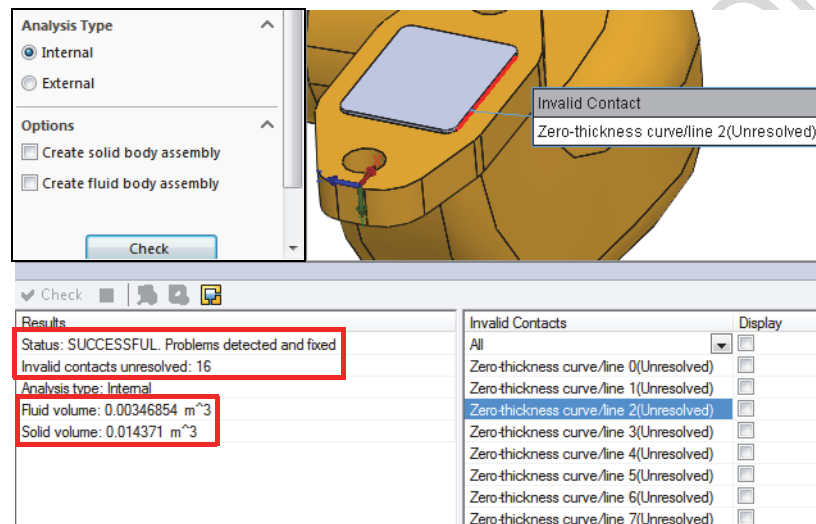 Analysis Type
Internal
External
Options
Create solid body assembly
Create fluid body assembly
Check
Invalid Contact
Zero-thickness curve/line 2(Unresolved)
Check
Results
Status: SUCCESSFUL. Problems detected and fixed
Invalid contacts unresolved: 16
Analysis type: Internal
Fluid volume: 0.00346854 m^3
Solid volume: 0.014371 m^3
Invalid Contacts Display
All
Zero-thickness curve/line 0(Unresolved)
Zero-thickness curve/line 1(Unresolved)
Zero-thickness curve/line 2(Unresolved)
Zero-thickness curve/line 3(Unresolved)
Zero-thickness curve/line 4(Unresolved)
Zero-thickness curve/line 5(Unresolved)
Zero-thickness curve/line 6(Unresolved)
Zero-thickness curve/line 7(Unresolved)